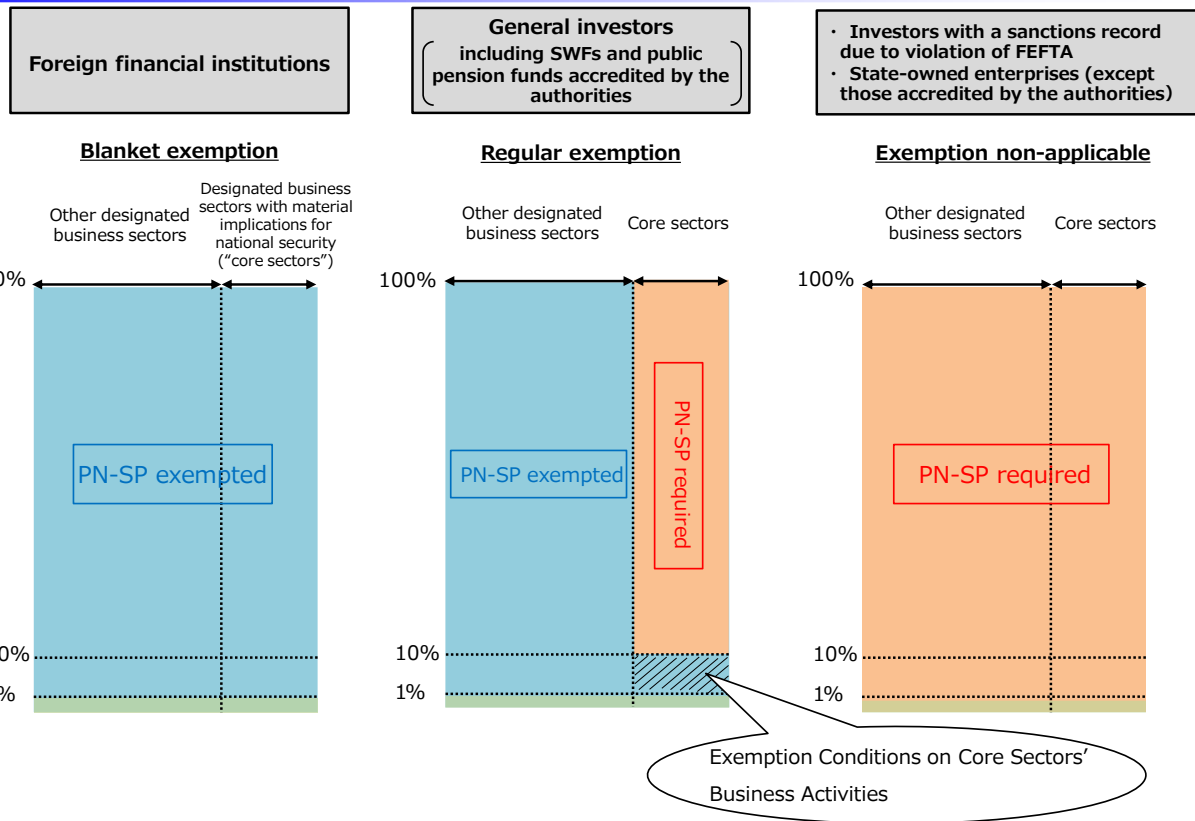 Foreign financial institutions
General investors
including SWFs and public
pension funds accredited by the
authorities
・ Investors with a sanctions record
due to violation of FEFTA
・ State-owned enterprises (except
those accredited by the authorities)
Blanket exemption
Regular exemption
Exemption non-applicable
Other designated
business sectors
Designated business
sectors with material
implications for
national security
(“core sectors”)
Other designated
business sectors
Core sectors
Other designated
business sectors
Core sectors
0%
100%
100%
PN-SP exempted
PN-SP exempted
PN-SP required
PN-SP required
0%
%
10%
1%
10%
1%
Exemption Conditions on Core Sectors’
Business Activities